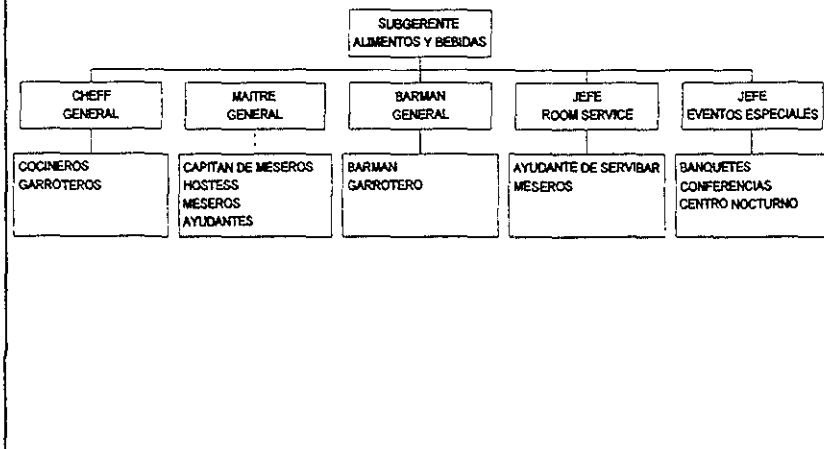 SUBGERENTE
ALIMENTOS Y BEBIDAS
CHEFF
GENERAL
MAITRE
GENERAL
BARMAN
GENERAL
JEFE
ROOM SERVICE
JEFE
EVENTOS ESPECIALES
COCINEROS
GARROTEROS
CAPITAN DE MESEROS
HOSTESS
MESEROS
AYUDANTES
BARMAN
GARROTERO
AYUDANTE DE SERVIBAR
MESEROS
BANQUETES
CONFERENCIAS
CENTRO NOCTURNO